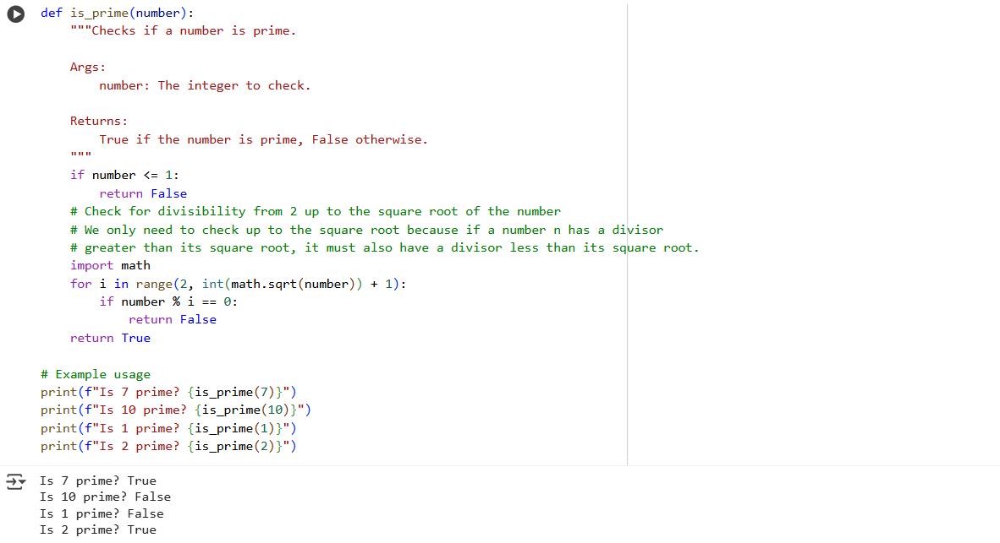 def is_prime(number):
    """Checks if a number is prime.

    Args:
        number: The integer to check.

    Returns:
        True if the number is prime, False otherwise.
    """
    if number <= 1:
        return False
    # Check for divisibility from 2 up to the square root of the number
    # We only need to check up to the square root because if a number n has a divisor
    # greater than its square root, it must also have a divisor less than its square root.
    import math
    for i in range(2, int(math.sqrt(number)) + 1):
        if number % i == 0:
            return False
    return True

# Example usage
print(f"Is 7 prime? {is_prime(7)}")
print(f"Is 10 prime? {is_prime(10)}")
print(f"Is 1 prime? {is_prime(1)}")
print(f"Is 2 prime? {is_prime(2)}")
Is 7 prime? True
Is 10 prime? False
Is 1 prime? False
Is 2 prime? True